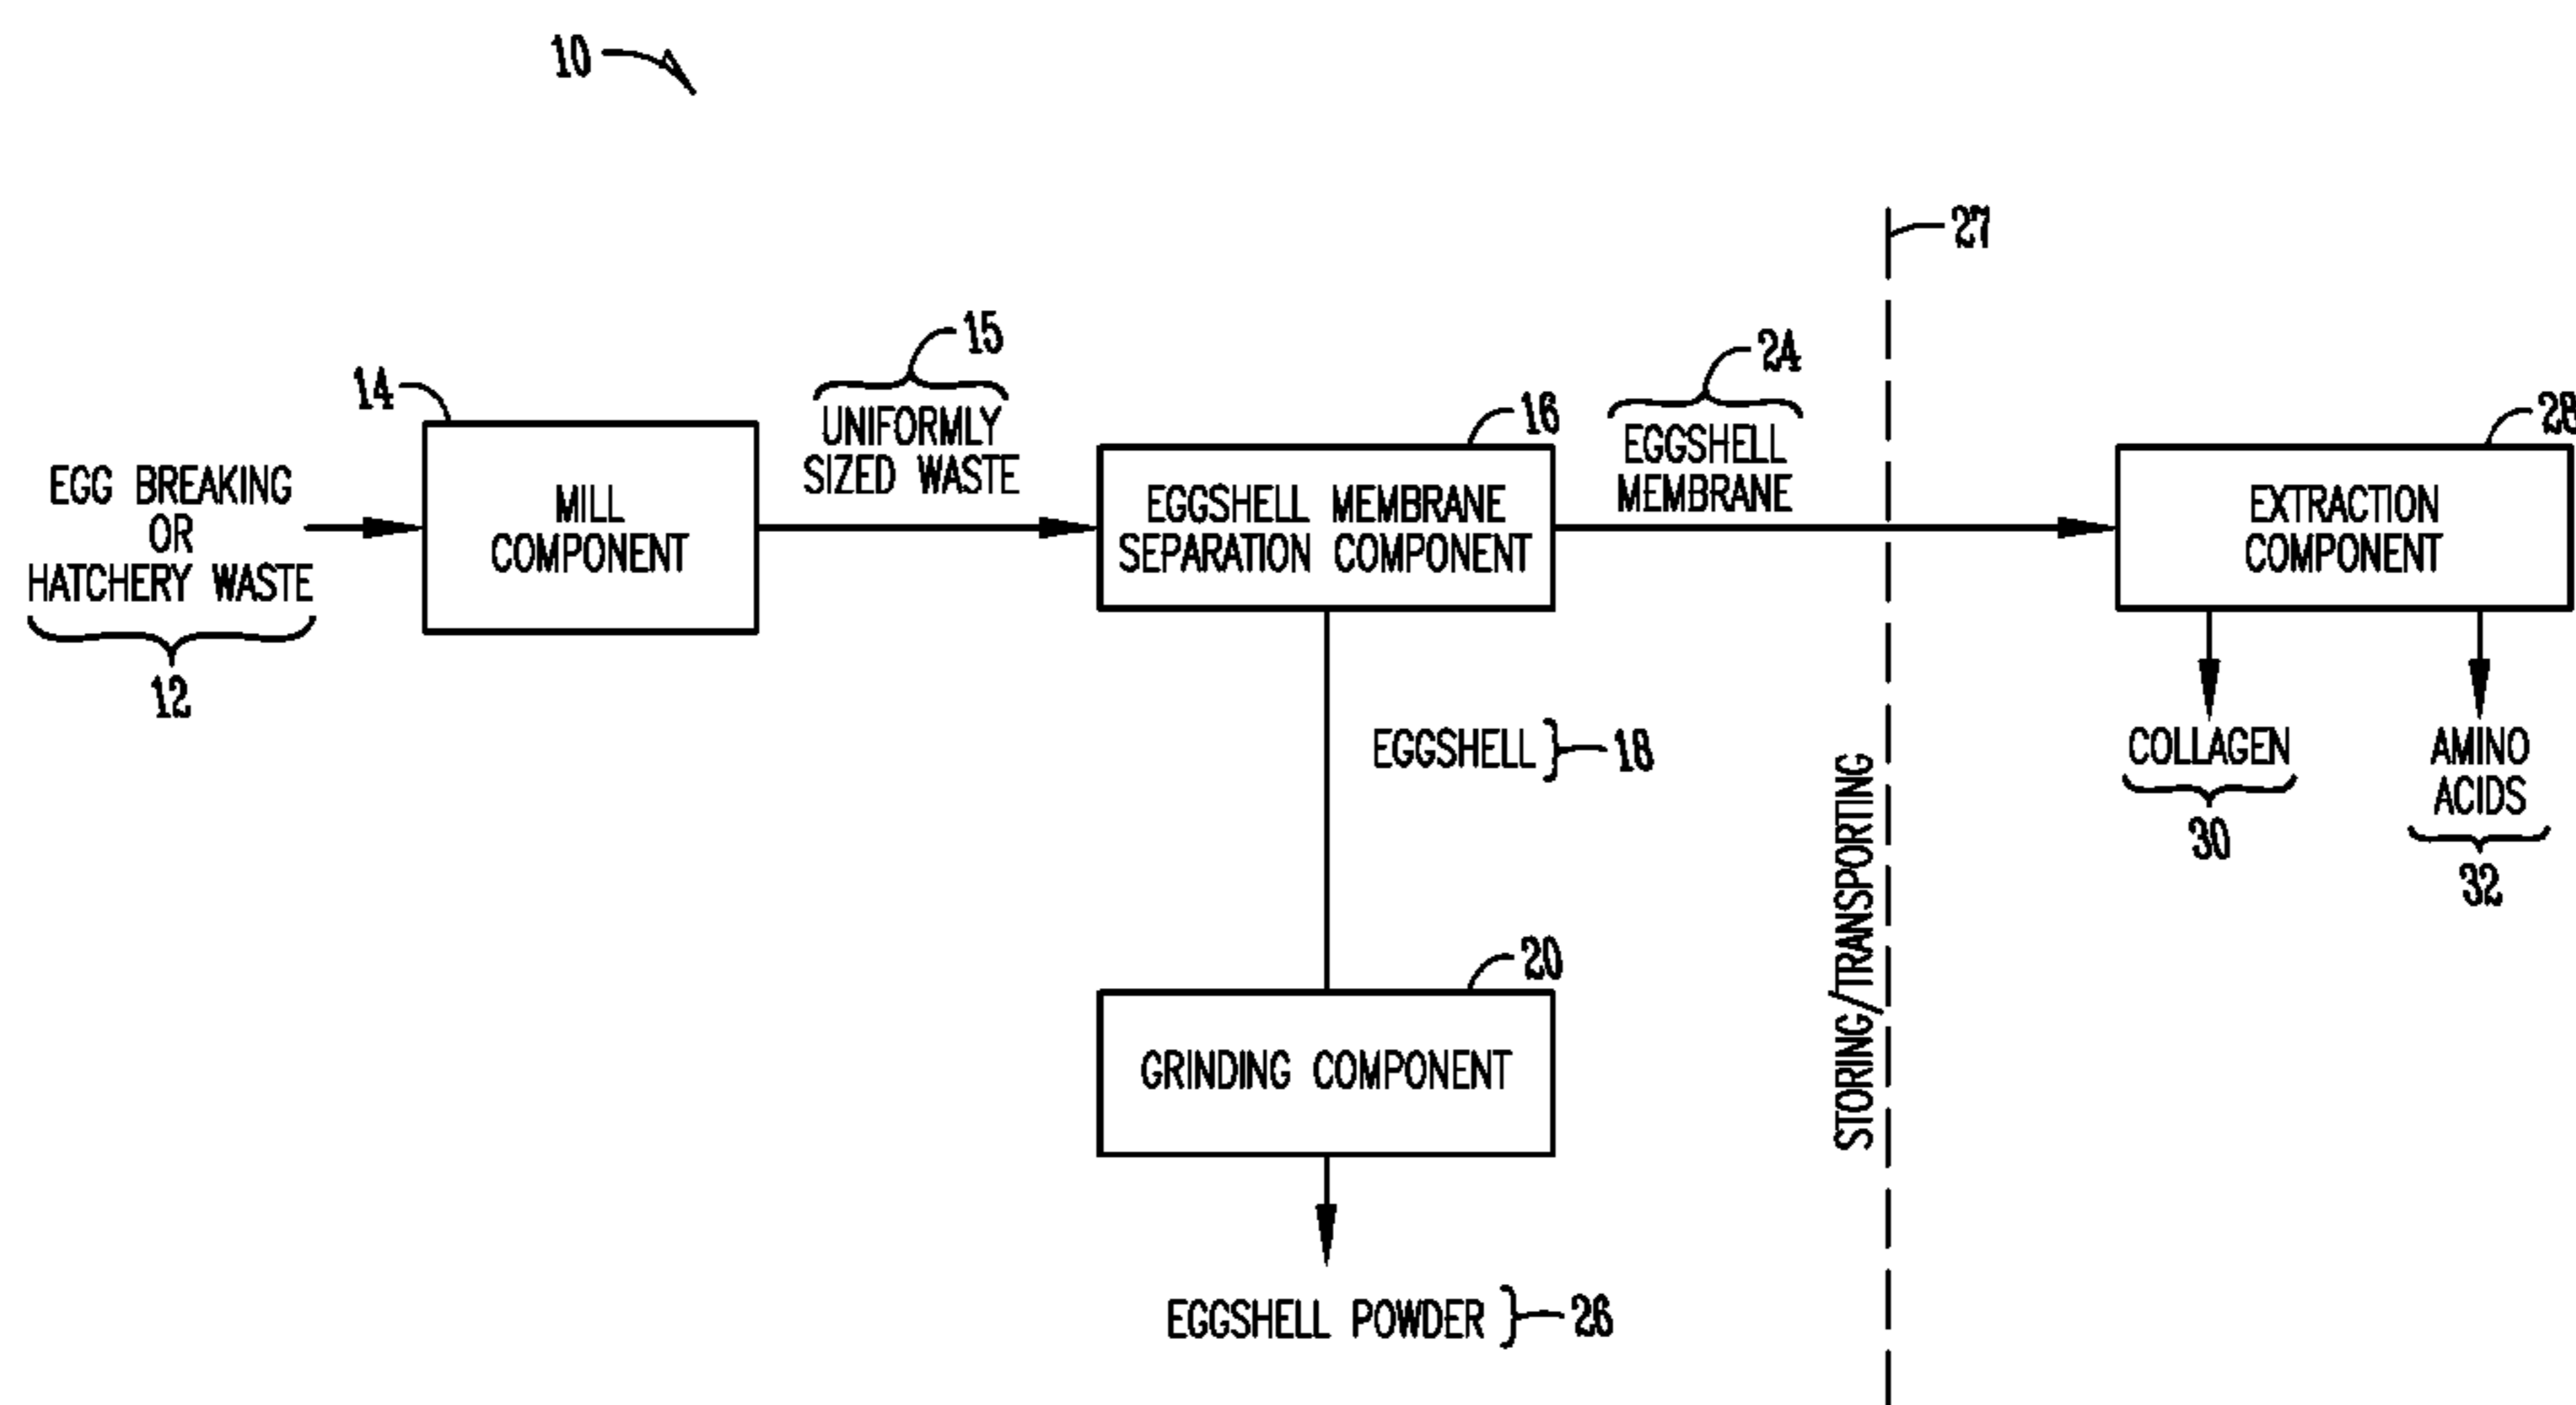 10
27
15
24
14
UNIFORMLY
SIZED WASTE
16
EGGSHELL
MEMBRANE
28
EGG BREAKING
OR
HATCHERY WASTE
12
MILL
COMPONENT
EGGSHELL MEMBRANE
SEPARATION COMPONENT
EXTRACTION
COMPONENT
EGGSHELL
18
COLLAGEN
30
AMINO
ACIDS
32
STORING/TRANSPORTING
20
GRINDING COMPONENT
EGGSHELL POWDER
26